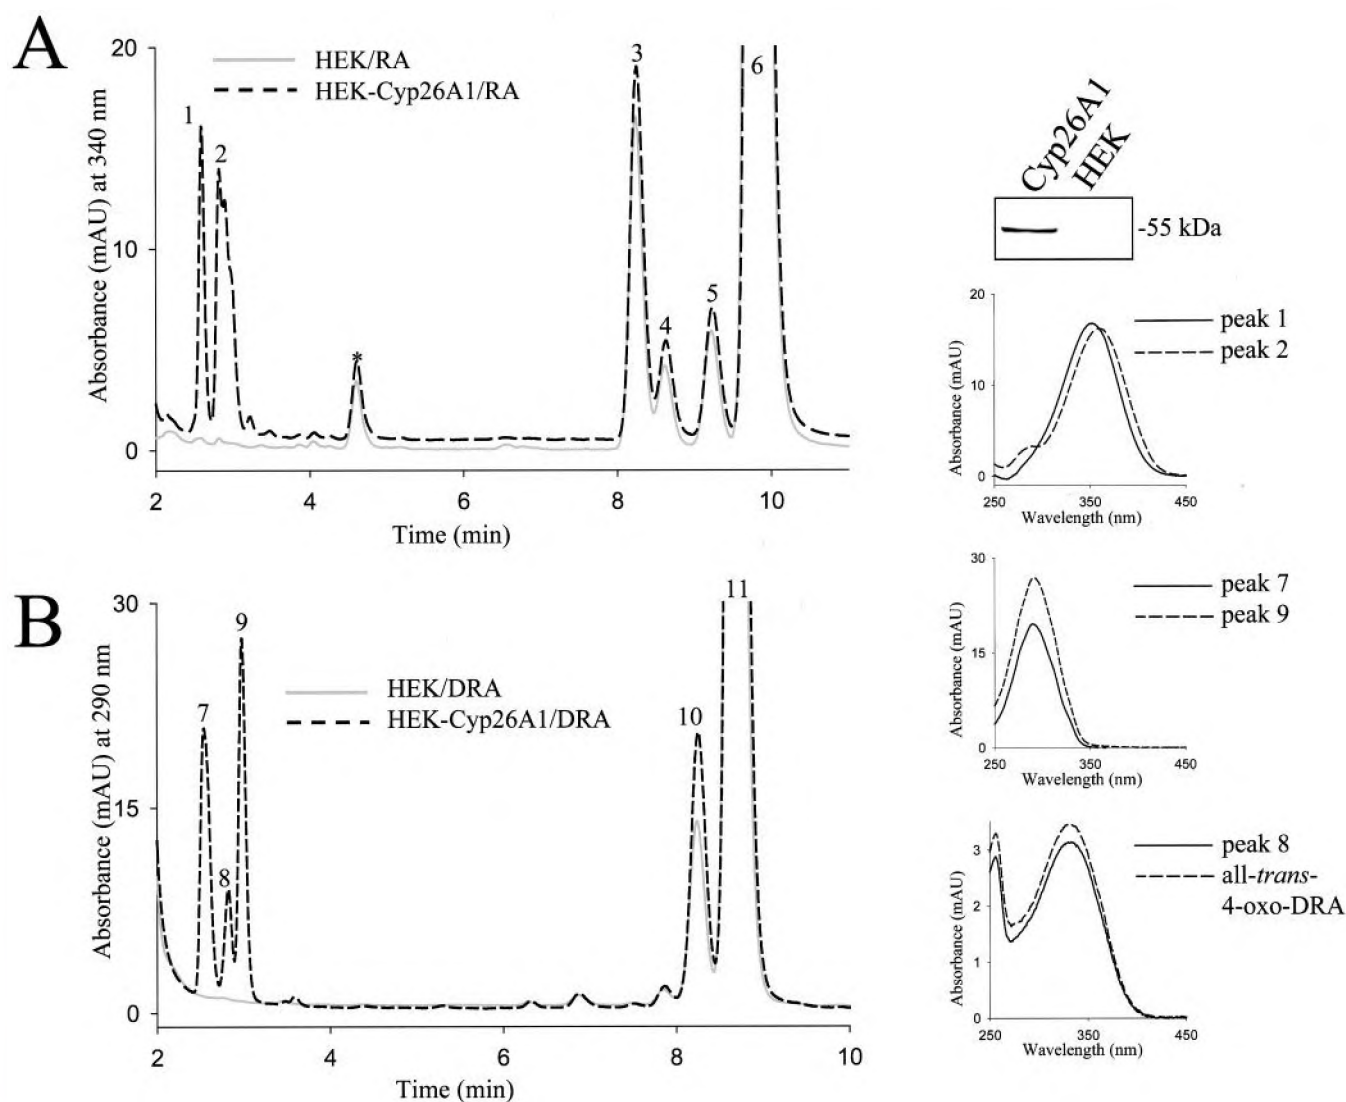 A
Absorbance (mAU) at 340 nm
20
10
0
HEK/RA
HEK-Cyp26A1/RA
1
2
*
3
4
5
6
2
4
6
8
10
Time (min)
Cyp26A1
HEK
-55 kDa
Absorbance (mAU)
20
10
0
peak 1
peak 2
250
350
450
Wavelength (nm)
B
Absorbance (mAU) at 290 nm
30
15
0
HEK/DRA
HEK-Cyp26A1/DRA
7
8
9
10
11
2
4
6
8
10
Time (min)
Absorbance (mAU)
30
15
0
peak 7
peak 9
250
350
450
Wavelength (nm)
Absorbance (mAU)
3
2
1
0
peak 8
all-trans-
4-oxo-DRA
250
350
450
Wavelength (nm)